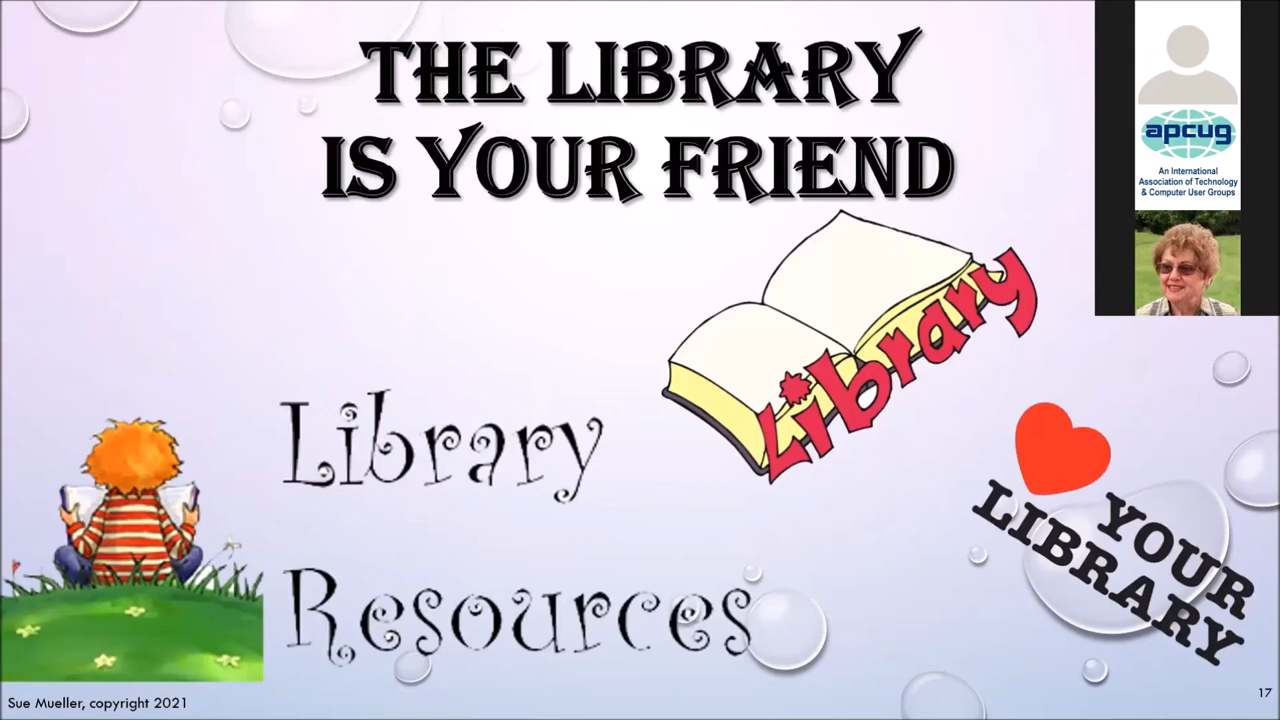 THE LIBRARY
IS YOUR FRIEND
apcug
An International
Association of Technology
& Computer User Groups
Library
Library
Resources
YOUR
LIBRARY
Sue Mueller, copyright 2021
17